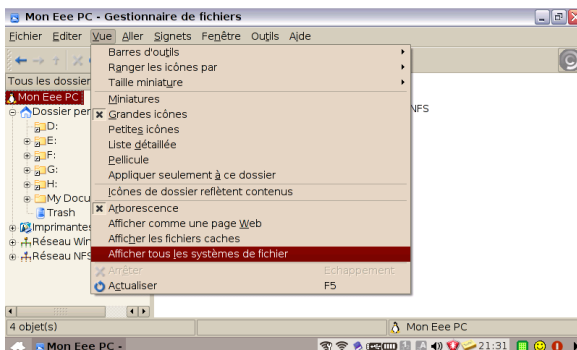 Mon Eee PC - Gestionnaire de fichiers
Fichier Editer Vue Aller Signets Fenêtre Outils Aide
Barres d'outils
Ranger les icônes par
Tous les dossier
Taille miniature
Mon Eee PC
Miniatures
Dossier per
Grandes icônes
NFS
D:
Petites icônes
E:
Liste détaillée
F:
Pellicule
G:
Appliquer seulement à ce dossier
H:
Icônes de dossier reflètent contenus
My Docu
Arborescence
Trash
Afficher comme une page Web
Imprimantes
Afficher les fichiers caches
Réseau Win
Afficher tous les systèmes de fichier
Réseau NFS
Arrêter Echappement
Actualiser F5
4 objet(s) Mon Eee PC
Mon Eee PC - 21:31